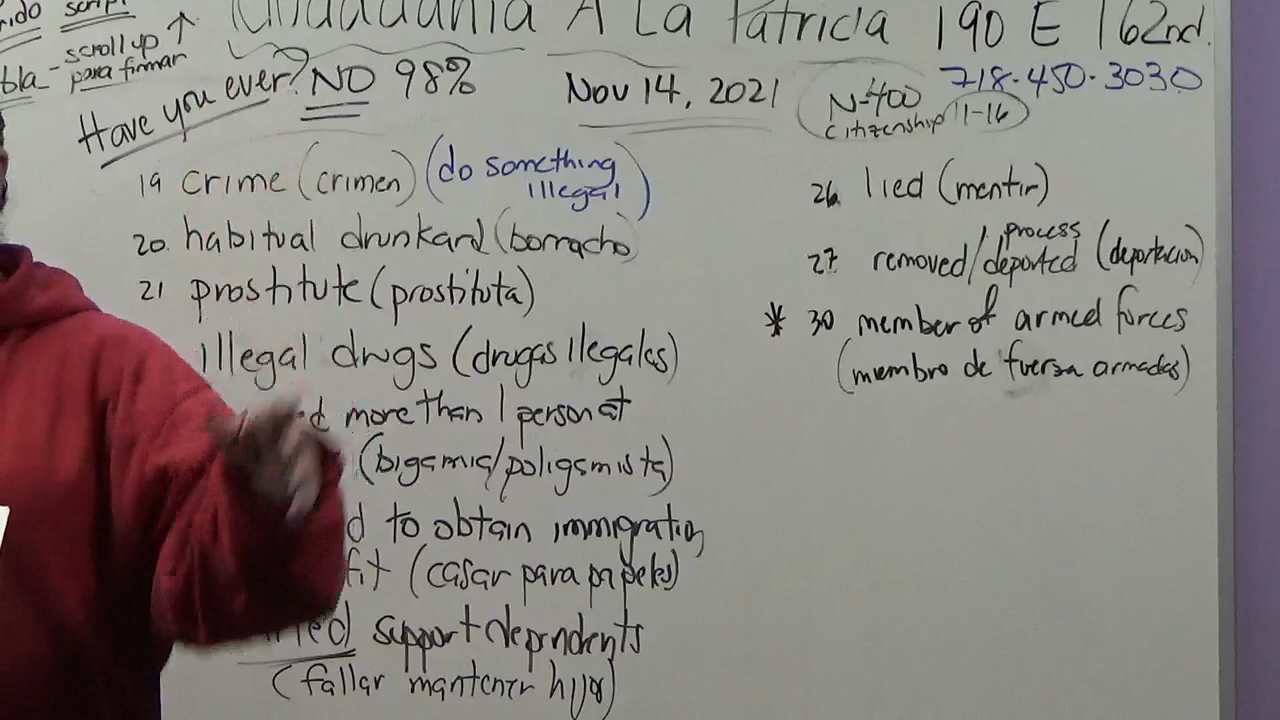 script
scroll up ↑
para firmar
Ciudadanía A La Patricia 190 E 162nd.
718-450-3030
Have you ever? NO 98% Nov 14, 2021 N-400
citizenship 11-16
19 crime (crimen) (do something illegal)
20. habitual drunkard (borracho)
21 prostitute (prostituta)
Illegal drugs (drogas Ilegales)
more than 1 person at
(bigamia/poligamista)
d to obtain immigration
fit (casar para papeles)
support dependents
(fallar mantener hijos)
26. lied (mentir)
process
27. removed/deported (deportacion)
* 30 member of armed forces
(membro de fuerza armadas)